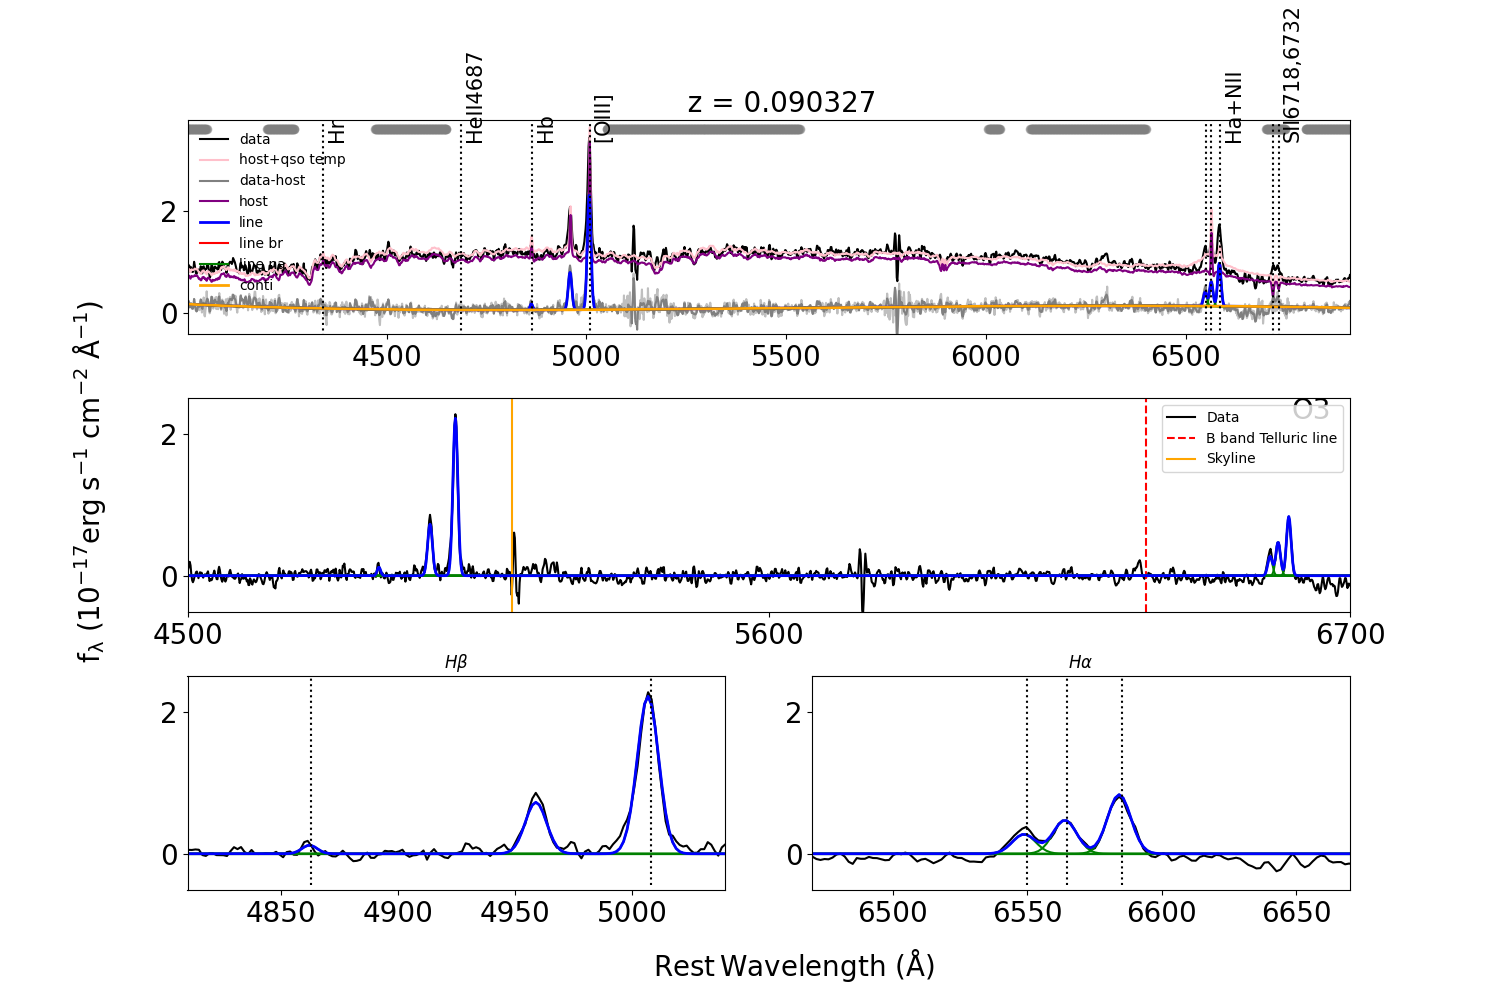 z = 0.090327
Hr
HeII4687
Hb
[OIII]
Ha+NII
SII6718,6732
data
host+qso temp
data-host
host
line
line br
line na
conti
2
0
4500 5000 5500 6000 6500
f_λ (10⁻¹⁷erg s⁻¹ cm⁻² Å⁻¹)
O3
Data
B band Telluric line
Skyline
2
0
4500 5600 6700
Hβ
2
0
4850 4900 4950 5000
Hα
2
0
6500 6550 6600 6650
Rest Wavelength (Å)